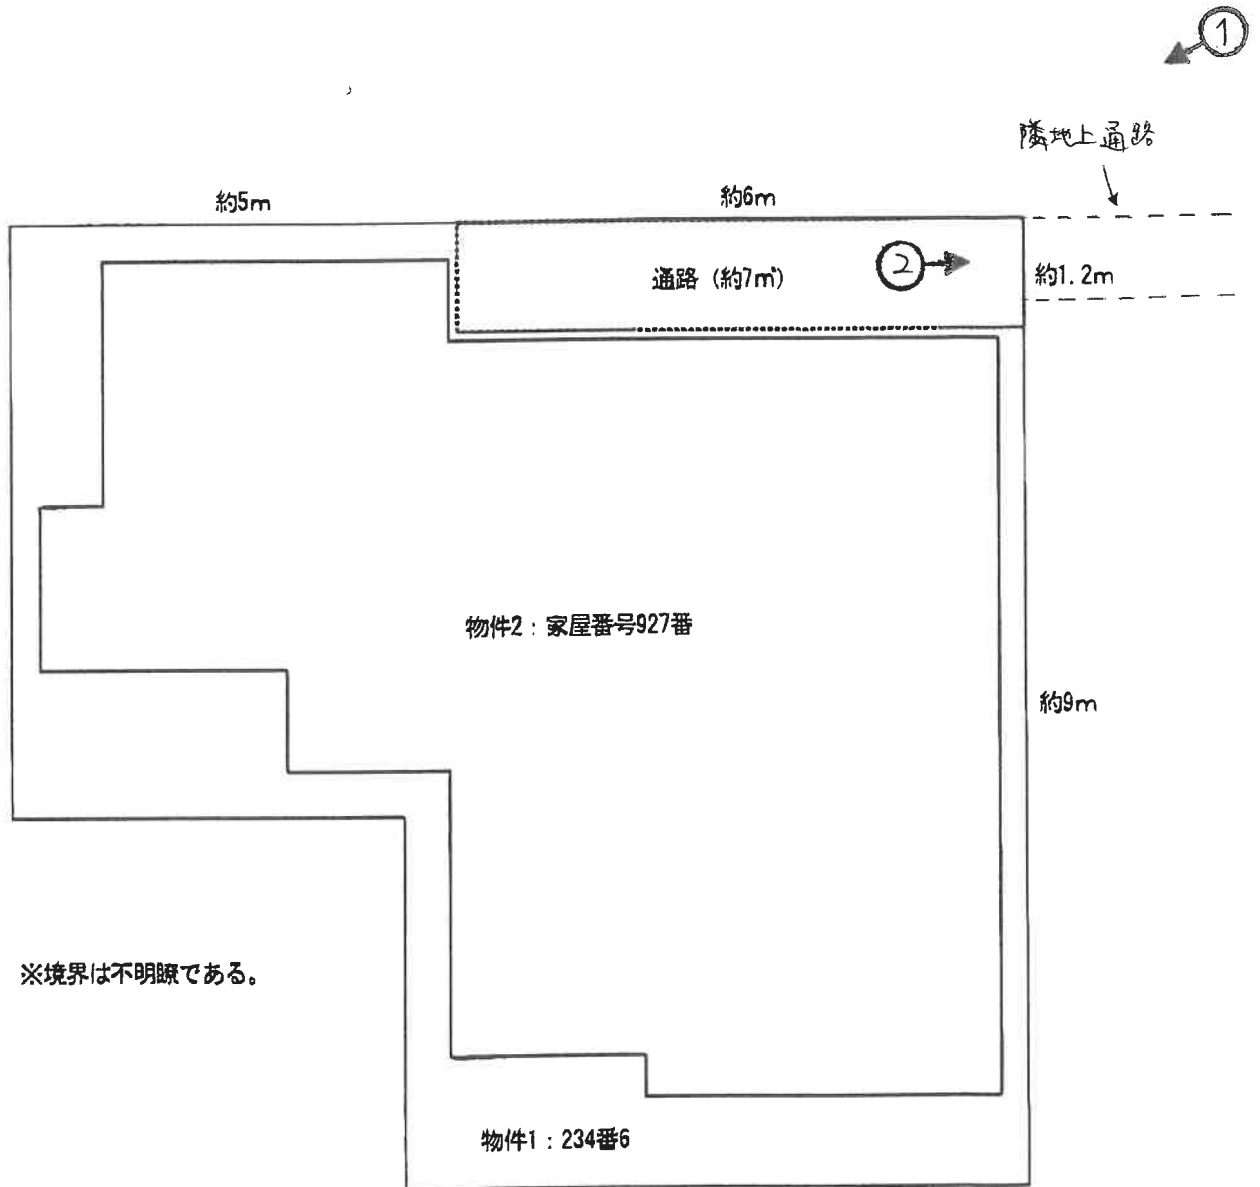 ①
隣地上通路
約5m
約6m
通路（約7㎡）
②
約1.2m
物件2：家屋番号927番
約9m
※境界は不明瞭である。
物件1：234番6